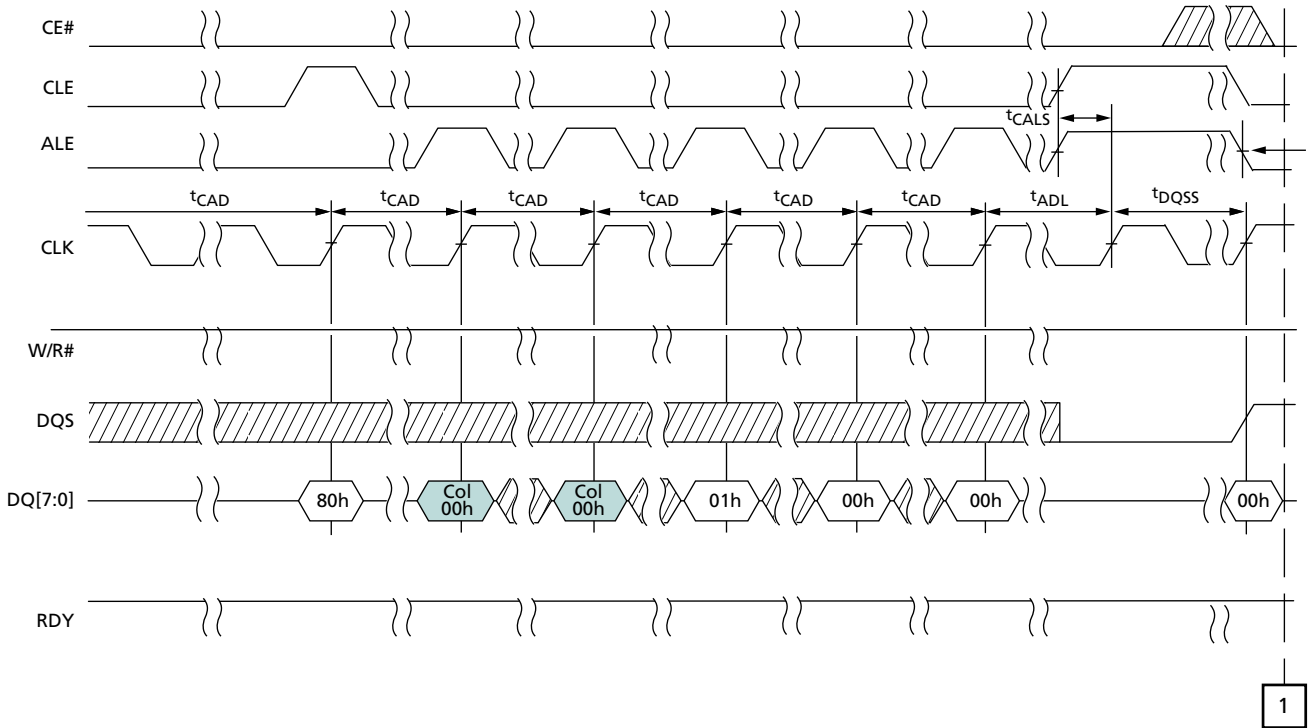 CE#
CLE
tCALS
ALE
tCAD tCAD tCAD tCAD tCAD tCAD tADL tDQSS
CLK
W/R#
DQS
DQ[7:0] 80h Col 00h Col 00h 01h 00h 00h 00h
RDY
1